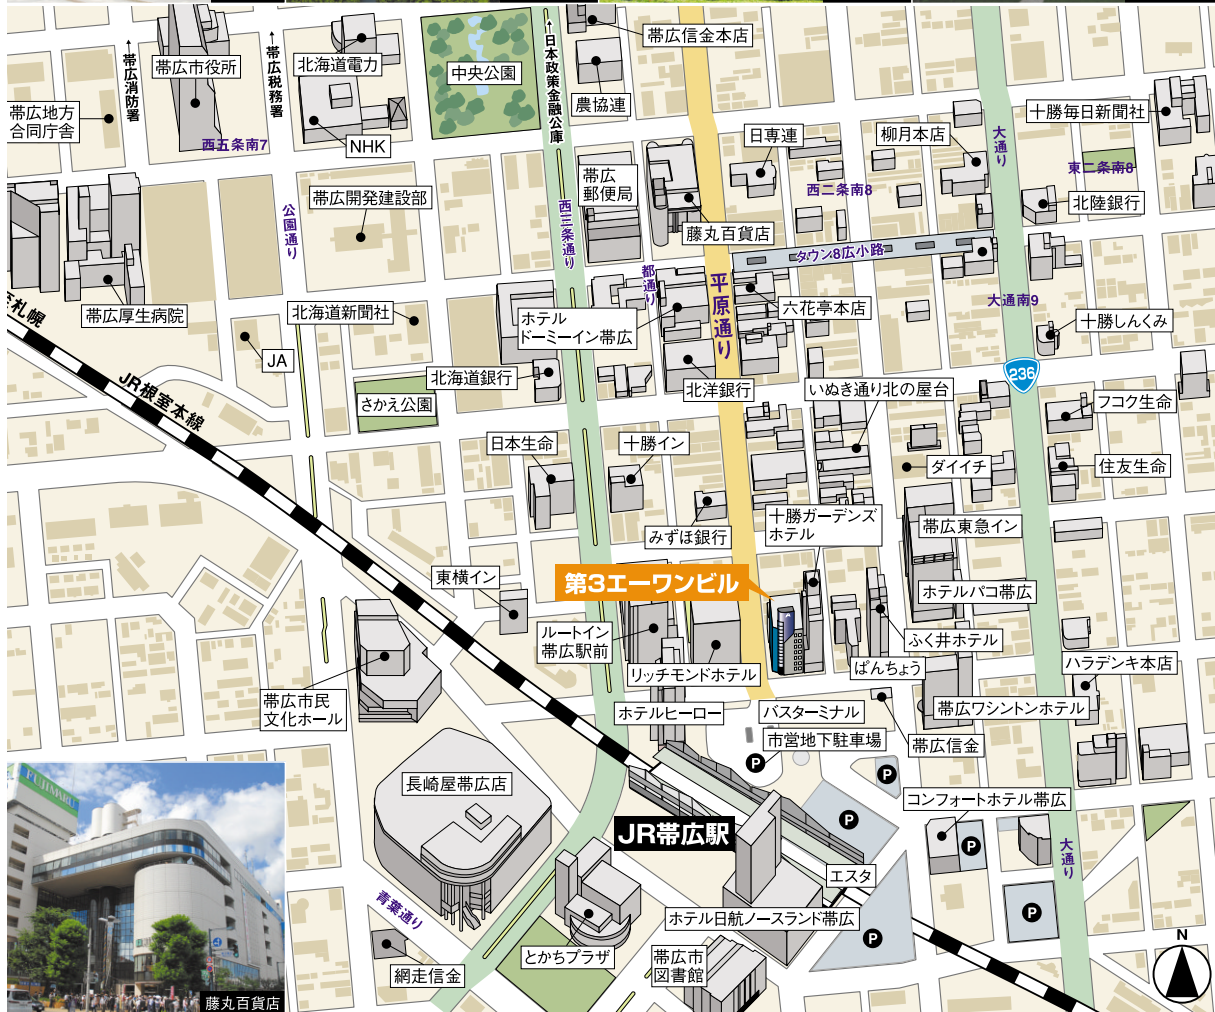 ↑帯広消防署
帯広市役所
↑帯広税務署
北海道電力
中央公園
↑日本政策金融公庫
帯広信金本店
農協連
帯広地方
合同庁舎
西五条南7
NHK
日専連
柳月本店
大通り
十勝毎日新聞社
東二条南8
帯広
郵便局
帯広開発建設部
西二条南8
北陸銀行
公園通り
西三条通り
藤丸百貨店
タウン8広小路
都通り
平原通り
帯広厚生病院
至札幌
北海道新聞社
ホテル
ドーミーイン帯広
六花亭本店
大通南9
十勝しんくみ
JA
JR根室本線
北海道銀行
さかえ公園
北洋銀行
いぬき通り北の屋台
236
フコク生命
日本生命
十勝イン
ダイイチ
住友生命
みずほ銀行
十勝ガーデンズ
ホテル
帯広東急イン
東横イン
第3エーワンビル
ホテルパコ帯広
ルートイン
帯広駅前
ふく井ホテル
リッチモンドホテル
ぱんちょう
ハラデンキ本店
帯広市民
文化ホール
ホテルヒーロー
バスターミナル
帯広ワシントンホテル
市営地下駐車場
帯広信金
P
P
長崎屋帯広店
コンフォートホテル帯広
FUJIMARU
JR帯広駅
P
P
大通り
エスタ
青葉通り
ホテル日航ノースランド帯広
P
P
とかちプラザ
網走信金
帯広市
図書館
N
藤丸百貨店